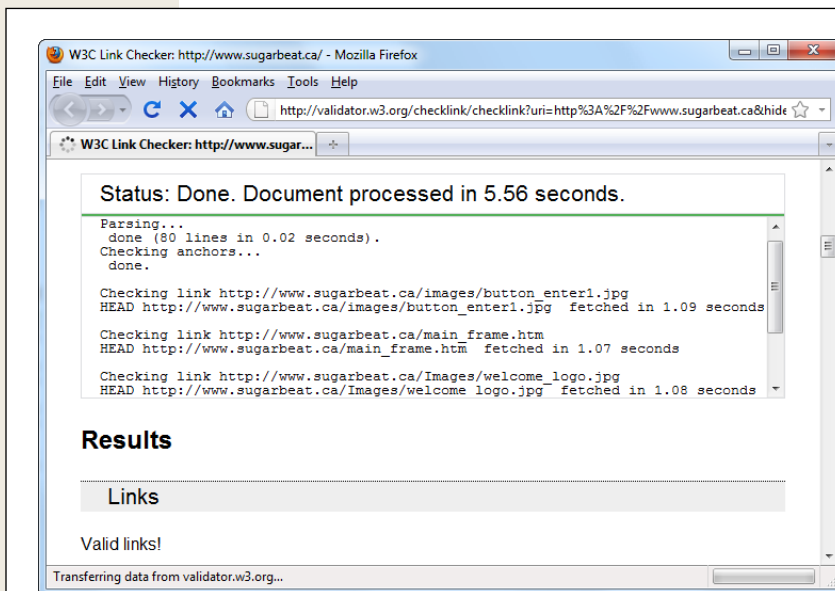 W3C Link Checker: http://www.sugarbeat.ca/ - Mozilla Firefox
File Edit View History Bookmarks Tools Help
http://validator.w3.org/checklink/checklink?uri=http%3A%2F%2Fwww.sugarbeat.ca&hide
W3C Link Checker: http://www.sugar...
Status: Done. Document processed in 5.56 seconds.
Parsing...
done (80 lines in 0.02 seconds).
Checking anchors...
done.
Checking link http://www.sugarbeat.ca/images/button_enter1.jpg
HEAD http://www.sugarbeat.ca/images/button_enter1.jpg fetched in 1.09 seconds
Checking link http://www.sugarbeat.ca/main_frame.htm
HEAD http://www.sugarbeat.ca/main_frame.htm fetched in 1.07 seconds
Checking link http://www.sugarbeat.ca/Images/welcome_logo.jpg
HEAD http://www.sugarbeat.ca/Images/welcome_logo.jpg fetched in 1.08 seconds
Results
Links
Valid links!
Transferring data from validator.w3.org...